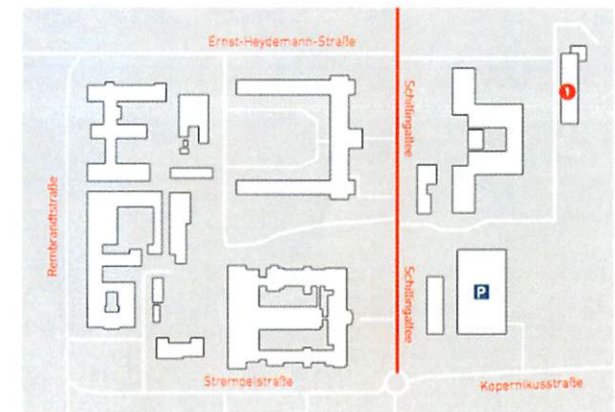 Ernst-Heydemann-Straße
Schillingallee
1
Rembrandtstraße
Schillingallee
P
Strempelstraße
Kopernikusstraße